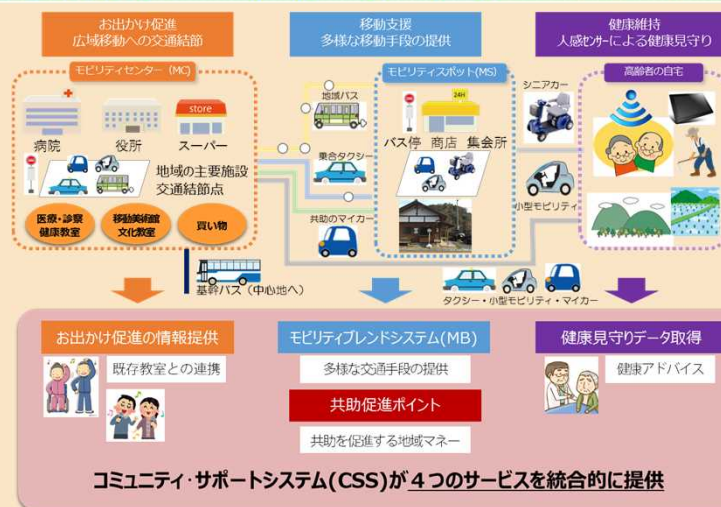 お出かけ促進
広域移動への交通結節
移動支援
多様な移動手段の提供
健康維持
人感センサーによる健康見守り
モビリティセンター（MC）
store
病院
役所
スーパー
地域の主要施設
交通結節点
医療・診察
健康教室
移動美術館
文化教室
買い物
基幹バス（中心地へ）
地域バス
乗合タクシー
共助のマイカー
モビリティスポット(MS)
24H
バス停 商店 集会所
シニアカー
小型モビリティ
タクシー・小型モビリティ・マイカー
高齢者の自宅
お出かけ促進の情報提供
既存教室との連携
モビリティブレンドシステム(MB)
多様な交通手段の提供
共助促進ポイント
共助を促進する地域マネー
健康見守りデータ取得
健康アドバイス
コミュニティ・サポートシステム(CSS)が４つのサービスを統合的に提供